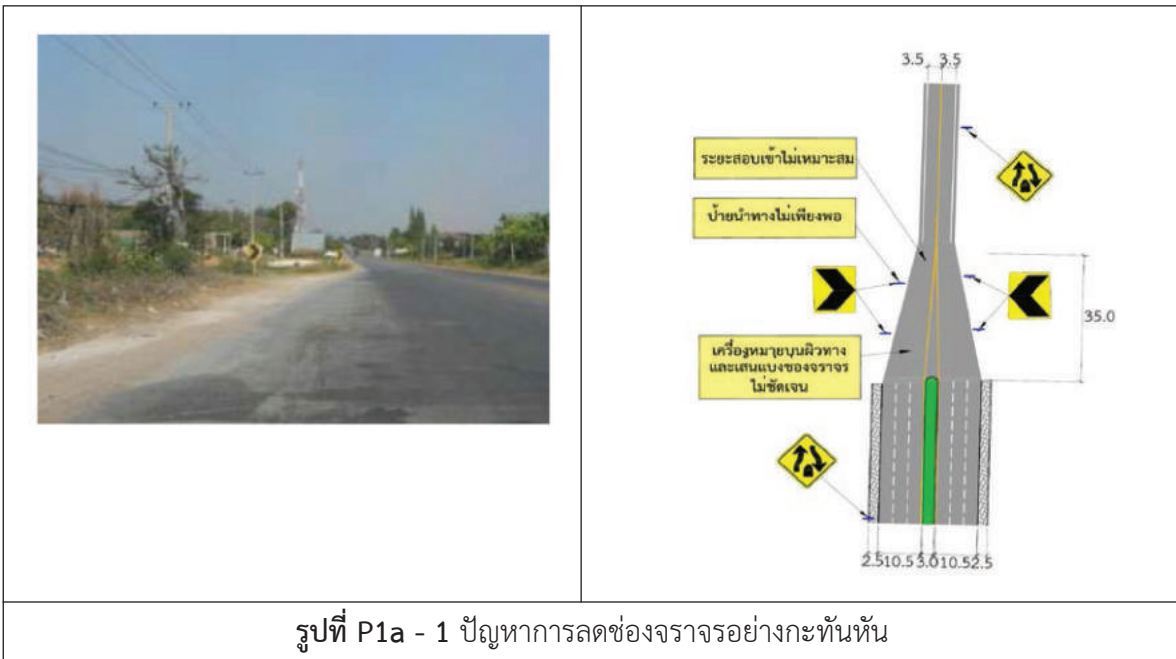 3.5 3.5
ระยะสอบเข้าไม่เหมาะสม
ป้ายนำทางไม่เพียงพอ
35.0
เครื่องหมายบนผิวทาง
และเส้นแบ่งช่องจราจร
ไม่ชัดเจน
2.5 10.5 3.0 10.5 2.5
รูปที่ P1a - 1 ปัญหาการลดช่องจราจรอย่างกะทันหัน